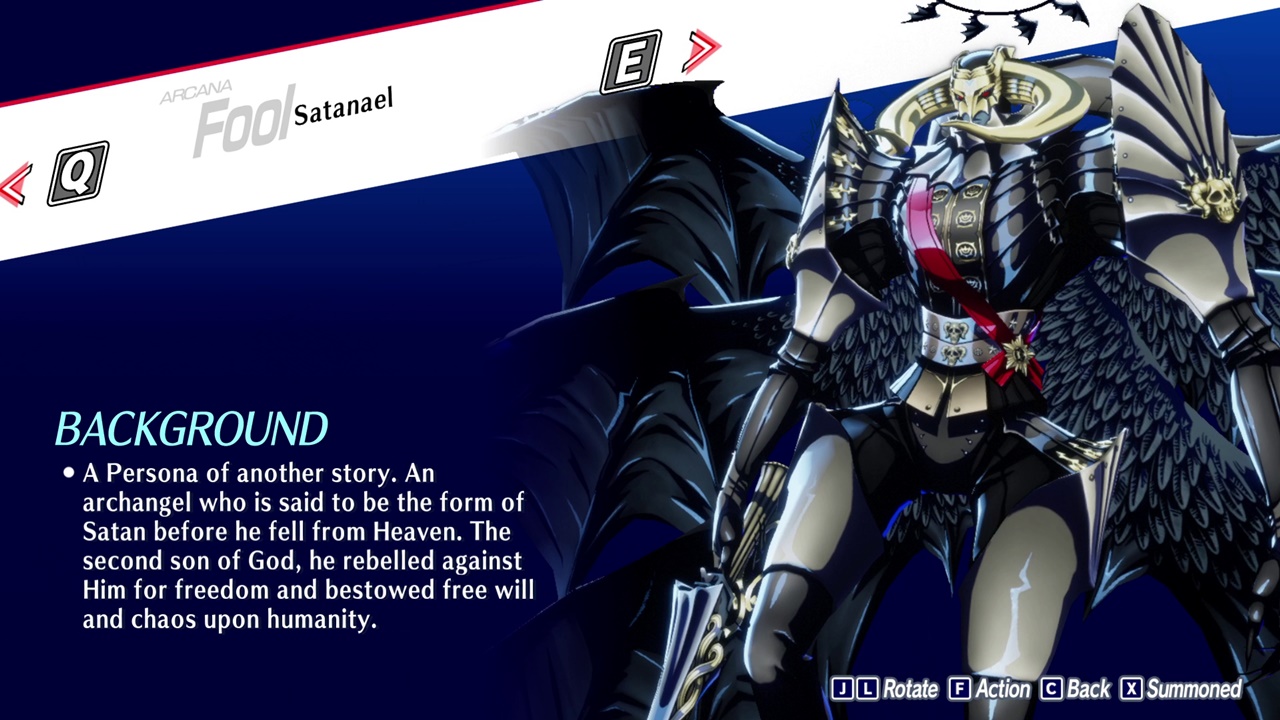 E
ARCANA
Fool Satanael
Q
BACKGROUND
• A Persona of another story. An
archangel who is said to be the form of
Satan before he fell from Heaven. The
second son of God, he rebelled against
Him for freedom and bestowed free will
and chaos upon humanity.
J L Rotate F Action C Back X Summoned